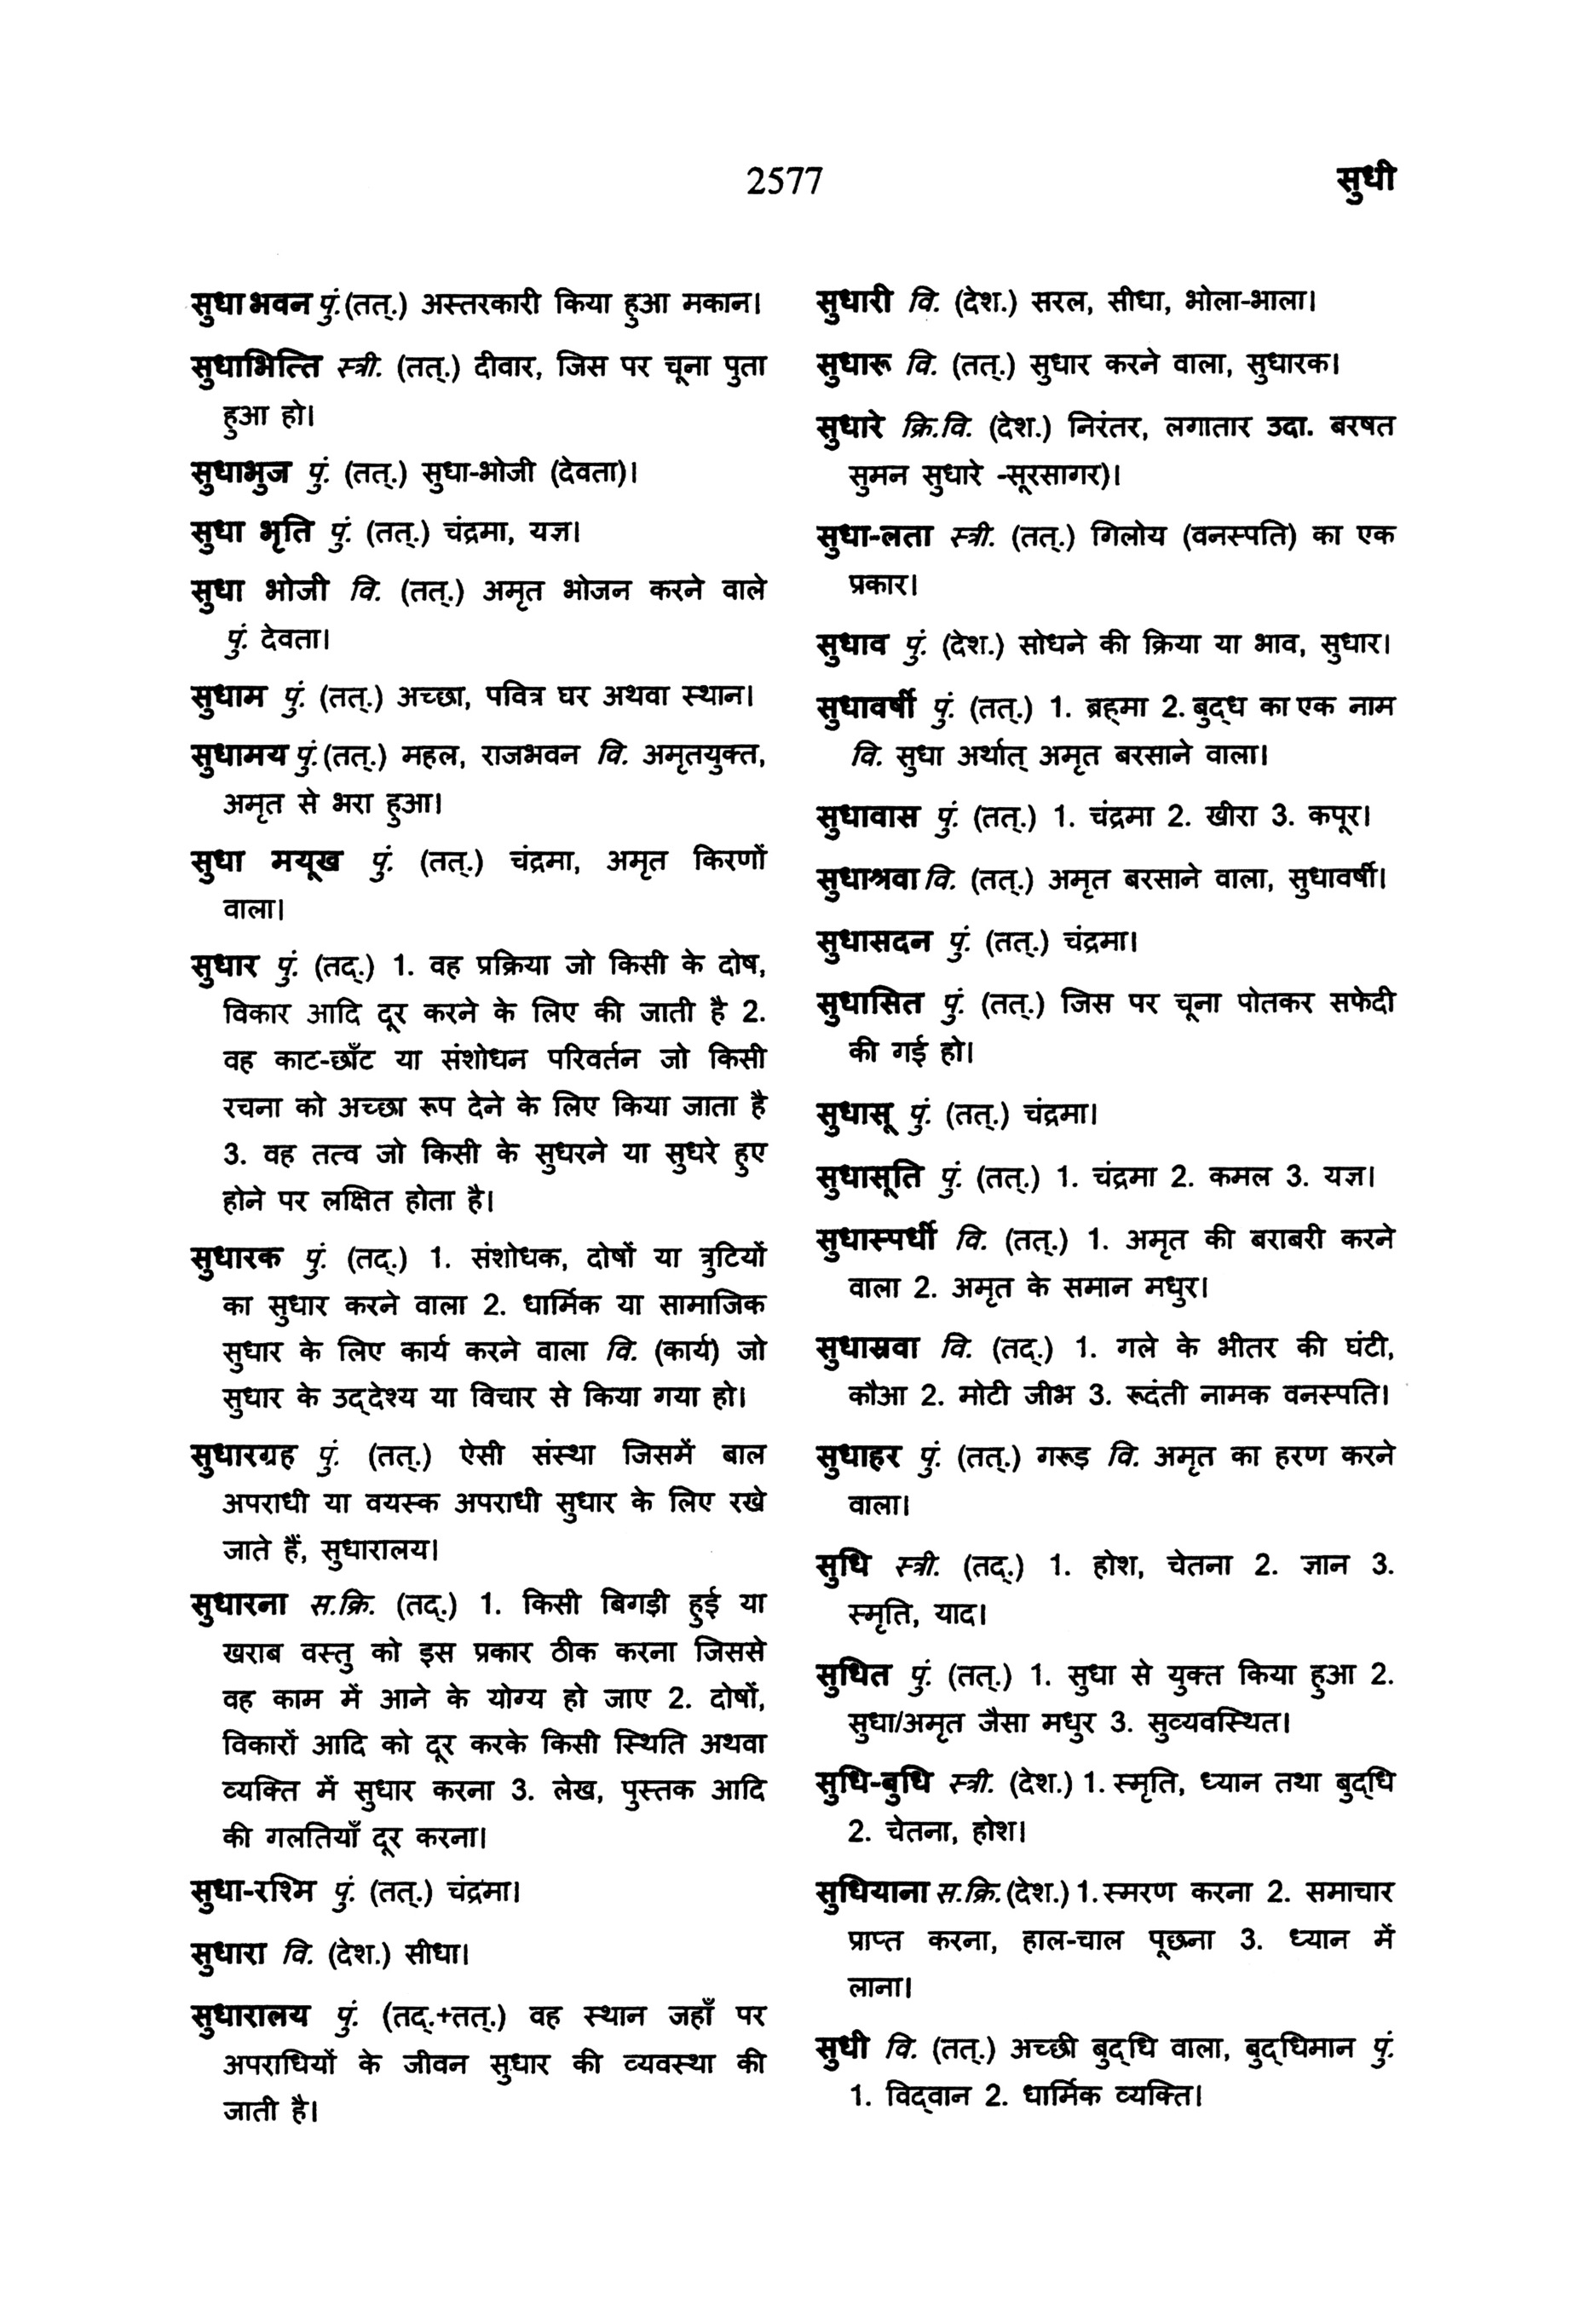 2577
सुधी
सुधा भवन पुं. (तत्.) अस्तरकारी किया हुआ मकान।
सुधाभित्ति स्त्री. (तत्.) दीवार, जिस पर चूना पुता
हुआ हो।
सुधाभुज पुं. (तत्.) सुधा-भोजी (देवता)।
सुधा भृति पुं. (तत्.) चंद्रमा, यज्ञ।
सुधा भोजी वि. (तत्.) अमृत भोजन करने वाले
पुं. देवता।
सुधाम पुं. (तत्.) अच्छा, पवित्र घर अथवा स्थान।
सुधामय पुं. (तत्.) महल, राजभवन वि. अमृतयुक्त,
अमृत से भरा हुआ।
सुधा मयूख पुं. (तत्.) चंद्रमा, अमृत किरणों
वाला।
सुधार पुं. (तद्.) 1. वह प्रक्रिया जो किसी के दोष,
विकार आदि दूर करने के लिए की जाती है 2.
वह काट-छाँट या संशोधन परिवर्तन जो किसी
रचना को अच्छा रूप देने के लिए किया जाता है
3. वह तत्व जो किसी के सुधरने या सुधरे हुए
होने पर लक्षित होता है।
सुधारक पुं. (तद्.) 1. संशोधक, दोषों या त्रुटियों
का सुधार करने वाला 2. धार्मिक या सामाजिक
सुधार के लिए कार्य करने वाला वि. (कार्य) जो
सुधार के उद्‌देश्य या विचार से किया गया हो।
सुधारग्रह पुं. (तत्.) ऐसी संस्था जिसमें बाल
अपराधी या वयस्क अपराधी सुधार के लिए रखे
जाते हैं, सुधारालय।
सुधारना स.क्रि. (तद्.) 1. किसी बिगड़ी हुई या
खराब वस्तु को इस प्रकार ठीक करना जिससे
वह काम में आने के योग्य हो जाए 2. दोषों,
विकारों आदि को दूर करके किसी स्थिति अथवा
व्यक्ति में सुधार करना 3. लेख, पुस्तक आदि
की गलतियाँ दूर करना।
सुधा-रश्मि पुं. (तत्.) चंद्रमा।
सुधारा वि. (देश.) सीधा।
सुधारालय पुं. (तद्.+तत्.) वह स्थान जहाँ पर
अपराधियों के जीवन सुधार की व्यवस्था की
जाती है।
सुधारी वि. (देश.) सरल, सीधा, भोला-भाला।
सुधारू वि. (तत्.) सुधार करने वाला, सुधारक।
सुधारे क्रि.वि. (देश.) निरंतर, लगातार उदा. बरषत
सुमन सुधारे -सूरसागर)।
सुधा-लता स्त्री. (तत्.) गिलोय (वनस्पति) का एक
प्रकार।
सुधाव पुं. (देश.) सोधने की क्रिया या भाव, सुधार।
सुधावर्षी पुं. (तत्.) 1. ब्रह्‌मा 2. बुद्‌ध का एक नाम
वि. सुधा अर्थात् अमृत बरसाने वाला।
सुधावास पुं. (तत्.) 1. चंद्रमा 2. खीरा 3. कपूर।
सुधाश्रवा वि. (तत्.) अमृत बरसाने वाला, सुधावर्षी।
सुधासदन पुं. (तत्.) चंद्रमा।
सुधासित पुं. (तत्.) जिस पर चूना पोतकर सफेदी
की गई हो।
सुधासू पुं. (तत्.) चंद्रमा।
सुधासूति पुं. (तत्.) 1. चंद्रमा 2. कमल 3. यज्ञ।
सुधास्पर्धी वि. (तत्.) 1. अमृत की बराबरी करने
वाला 2. अमृत के समान मधुर।
सुधास्रवा वि. (तद्.) 1. गले के भीतर की घंटी,
कौआ 2. मोटी जीभ 3. रूदंती नामक वनस्पति।
सुधाहर पुं. (तत्.) गरूड़ वि. अमृत का हरण करने
वाला।
सुधि स्त्री. (तद्.) 1. होश, चेतना 2. ज्ञान 3.
स्मृति, याद।
सुधित पुं. (तत्.) 1. सुधा से युक्त किया हुआ 2.
सुधा/अमृत जैसा मधुर 3. सुव्यवस्थित।
सुधि-बुधि स्त्री. (देश.) 1. स्मृति, ध्यान तथा बुद्‌धि
2. चेतना, होश।
सुधियाना स.क्रि. (देश.) 1. स्मरण करना 2. समाचार
प्राप्त करना, हाल-चाल पूछना 3. ध्यान में
लाना।
सुधी वि. (तत्.) अच्छी बुद्‌धि वाला, बुद्‌धिमान पुं.
1. विद्‌वान 2. धार्मिक व्यक्ति।